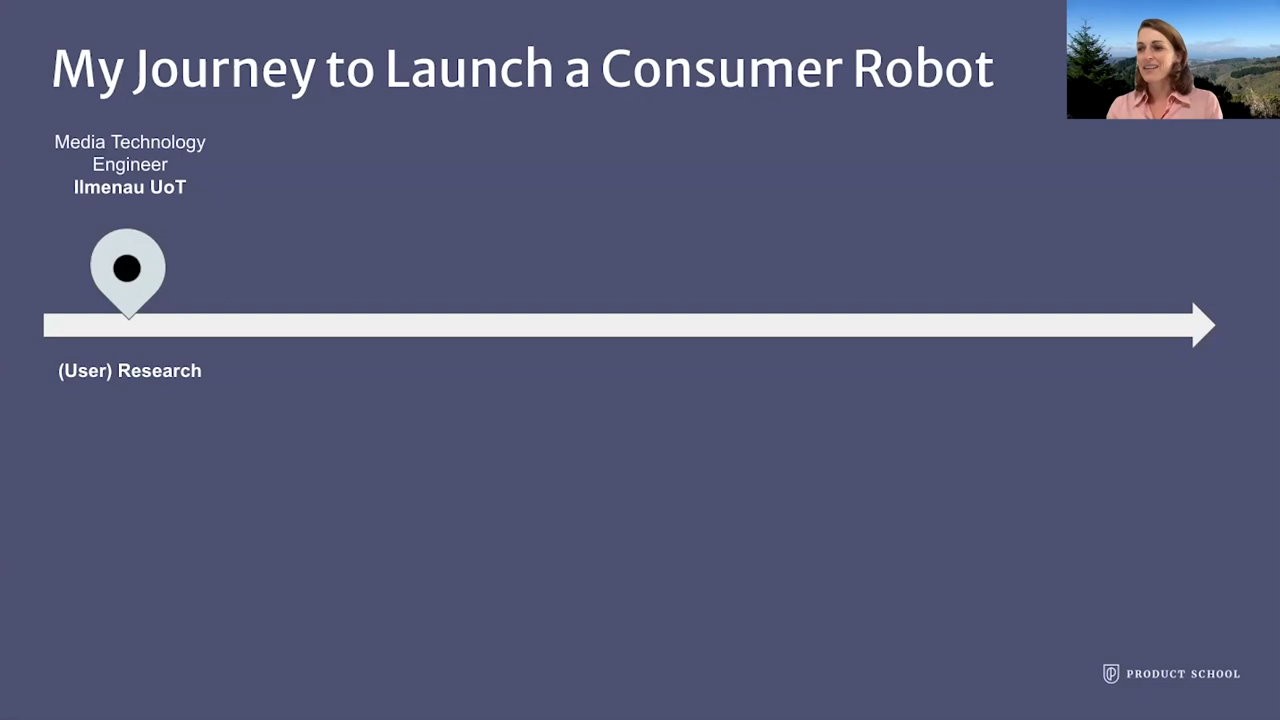 My Journey to Launch a Consumer Robot
Media Technology
Engineer
Ilmenau UoT
(User) Research
PRODUCT SCHOOL